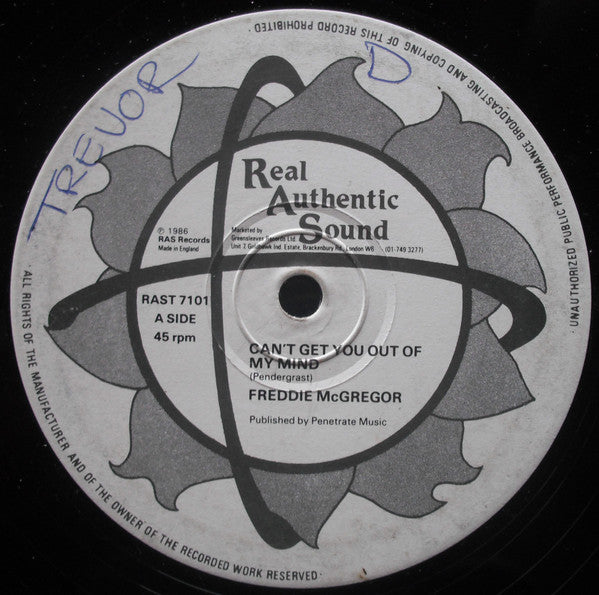 TREVOR D
· UNAUTHORIZED PUBLIC PERFORMANCE BROADCASTING AND COPYING OF THIS RECORD PROHIBITED ·
Real
Authentic
Sound
℗ 1986
RAS Records
Made in England
Marketed by
Greensleaves Records Ltd.
Unit 7, Goldhawk Ind. Estate, Brackenbury Rd., London W6 (01-749 3277)
RAST 7101
A SIDE
45 rpm
CAN'T GET YOU OUT OF
MY MIND
(Pendergrast)
FREDDIE McGREGOR
Published by Penetrate Music
· ALL RIGHTS OF THE MANUFACTURER AND OF THE OWNER OF THE RECORDED WORK RESERVED ·